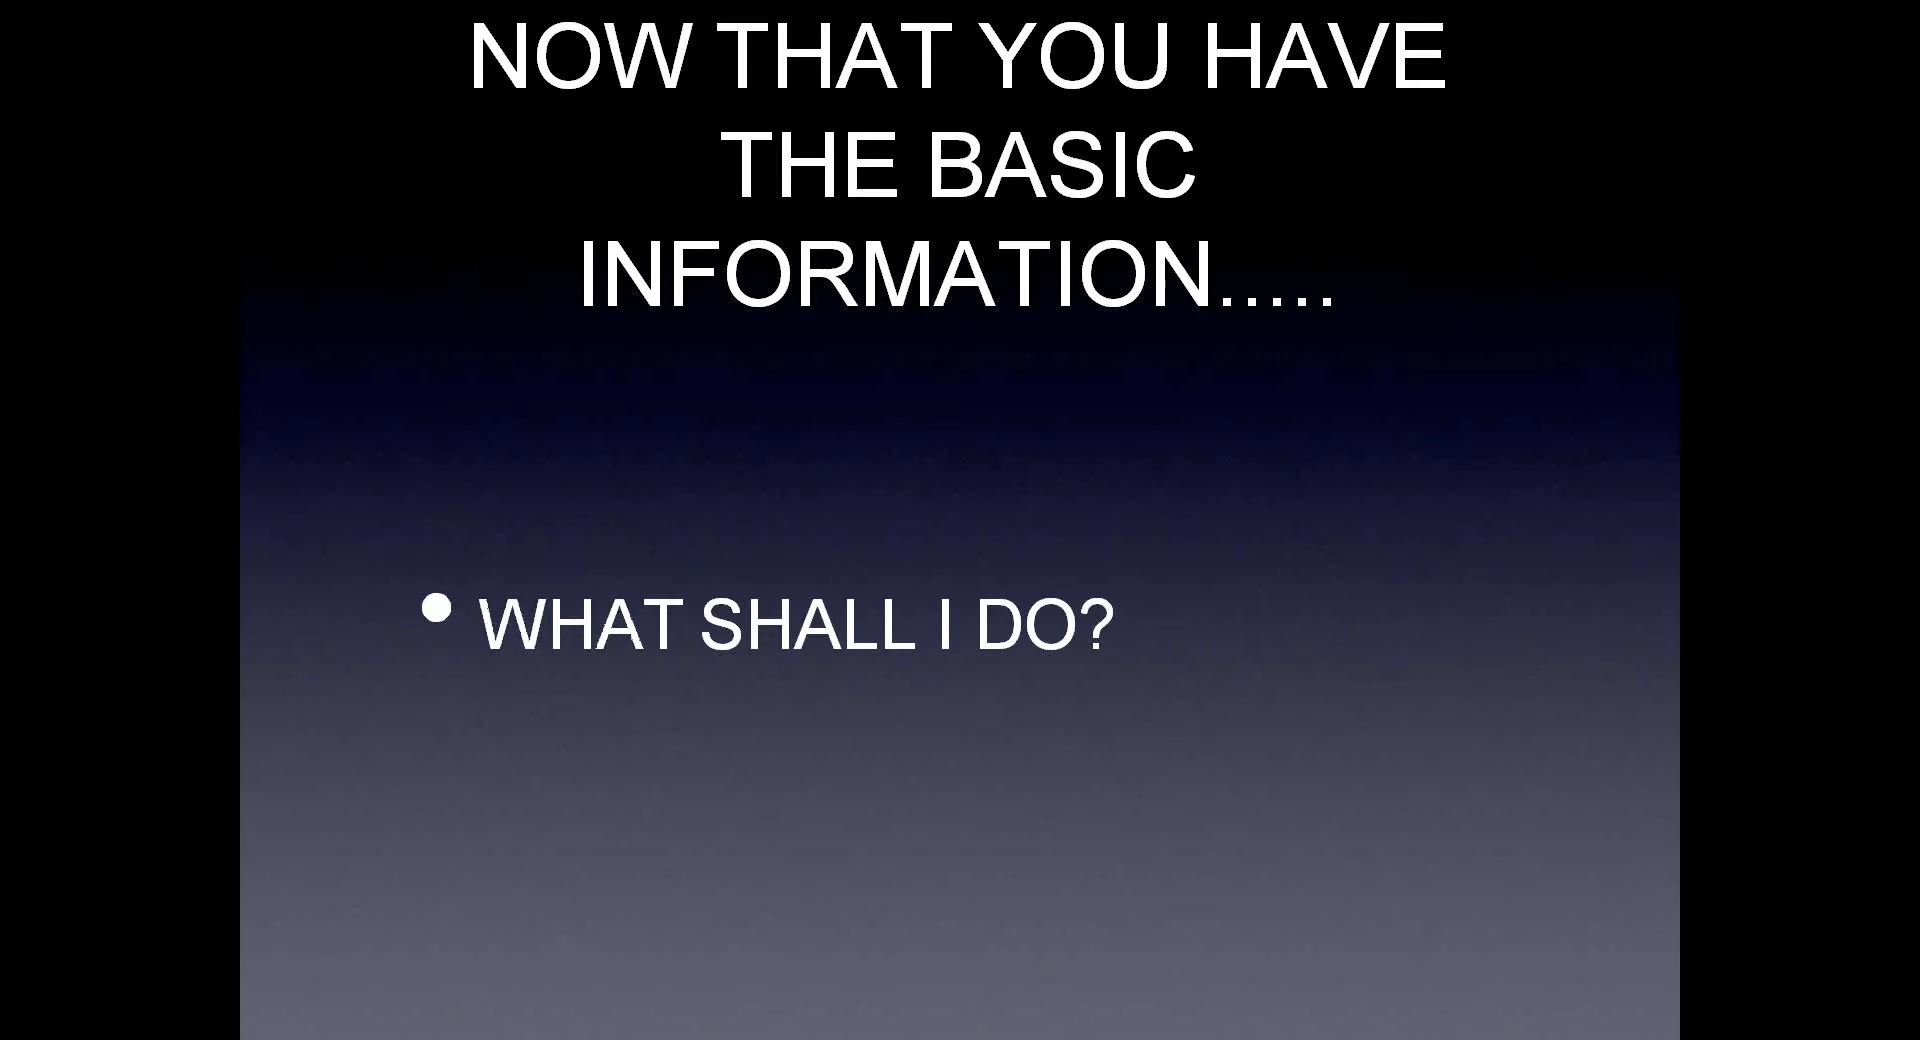 NOW THAT YOU HAVE
THE BASIC
INFORMATION.....
• WHAT SHALL I DO?